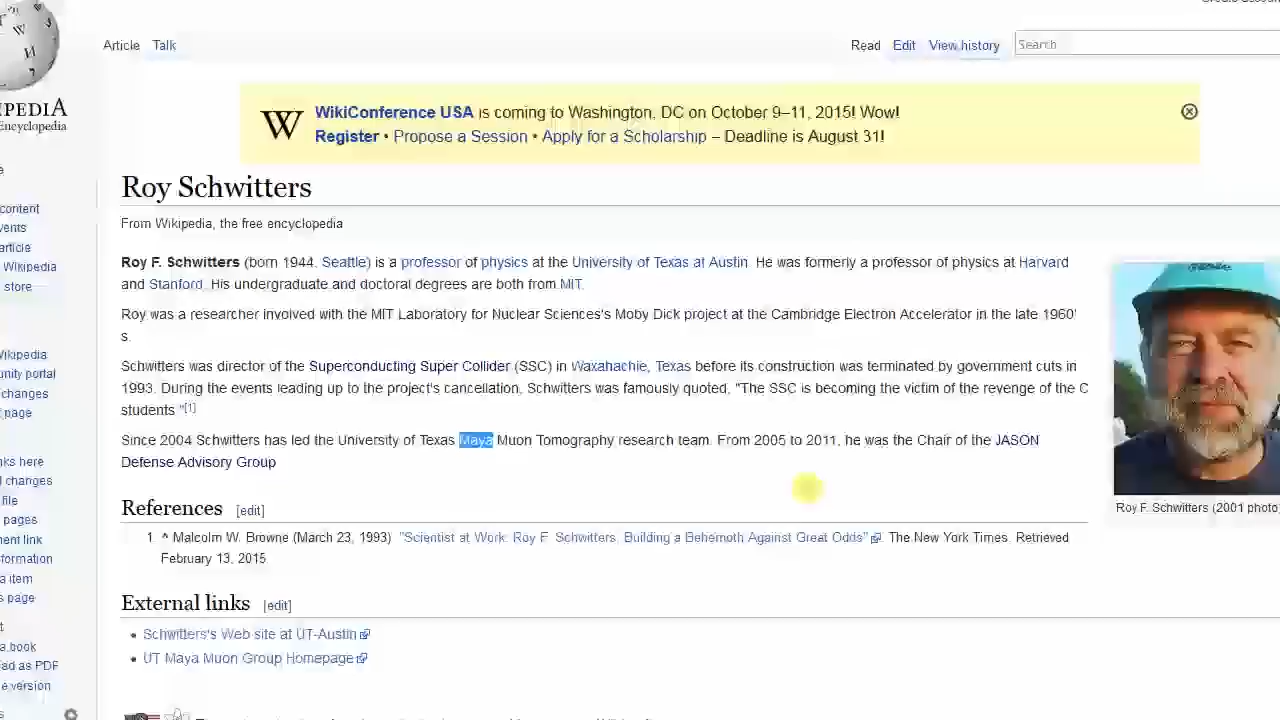 Article Talk Read Edit View history Search
WikiConference USA is coming to Washington, DC on October 9–11, 2015! Wow!
W
IPEDIA
Encyclopedia
Register • Propose a Session • Apply for a Scholarship – Deadline is August 31!
Roy Schwitters
From Wikipedia, the free encyclopedia
Roy F. Schwitters (born 1944, Seattle) is a professor of physics at the University of Texas at Austin. He was formerly a professor of physics at Harvard
and Stanford. His undergraduate and doctoral degrees are both from MIT.
Roy was a researcher involved with the MIT Laboratory for Nuclear Sciences's Moby Dick project at the Cambridge Electron Accelerator in the late 1960'
s.
Schwitters was director of the Superconducting Super Collider (SSC) in Waxahachie, Texas before its construction was terminated by government cuts in
1993. During the events leading up to the project's cancellation, Schwitters was famously quoted, "The SSC is becoming the victim of the revenge of the C
students."[1]
Since 2004 Schwitters has led the University of Texas Maya Muon Tomography research team. From 2005 to 2011, he was the Chair of the JASON
Defense Advisory Group
Roy F. Schwitters (2001 photo)
References [edit]
1. ^ Malcolm W. Browne (March 23, 1993). "Scientist at Work: Roy F. Schwitters; Building a Behemoth Against Great Odds". The New York Times. Retrieved
February 13, 2015.
External links [edit]
• Schwitters's Web site at UT-Austin
• UT Maya Muon Group Homepage
content
vents
article
Wikipedia
store
Wikipedia
unity portal
changes
page
nks here
changes
file
pages
nent link
formation
a item
s page
a book
ad as PDF
e version